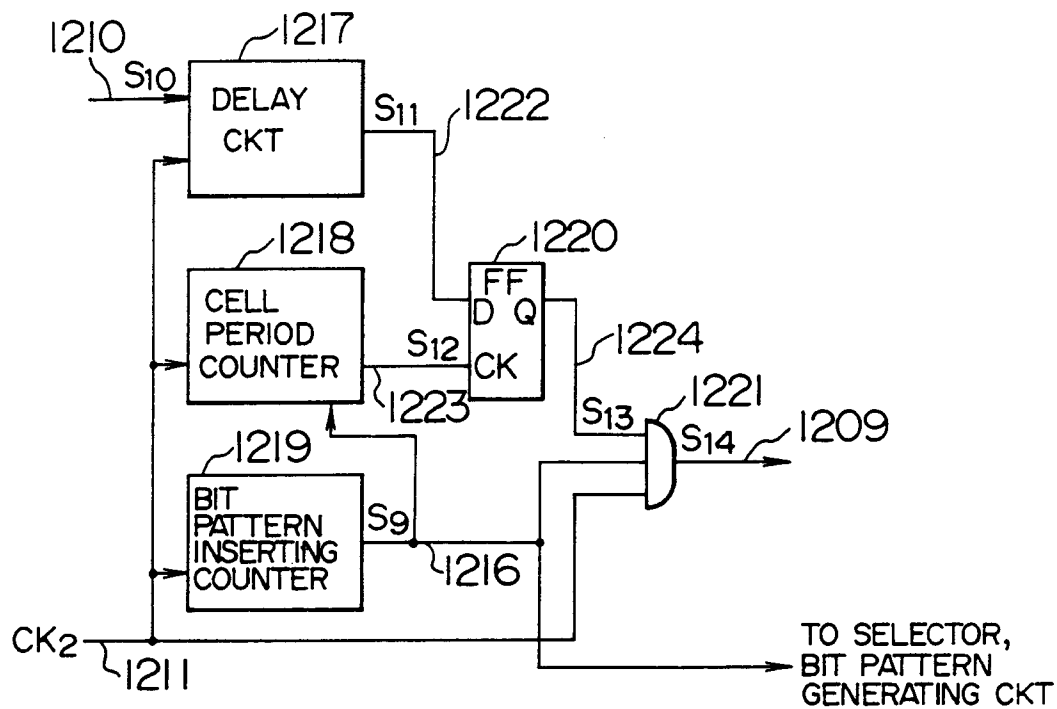 1210
1217
S10
DELAY
CKT
S11
1222
1218
CELL
PERIOD
COUNTER
S12
1223
1220
FF
D Q
CK
1224
1221
S13
S14
1209
1219
BIT
PATTERN
INSERTING
COUNTER
S9
1216
CK2
1211
TO SELECTOR,
BIT PATTERN
GENERATING CKT